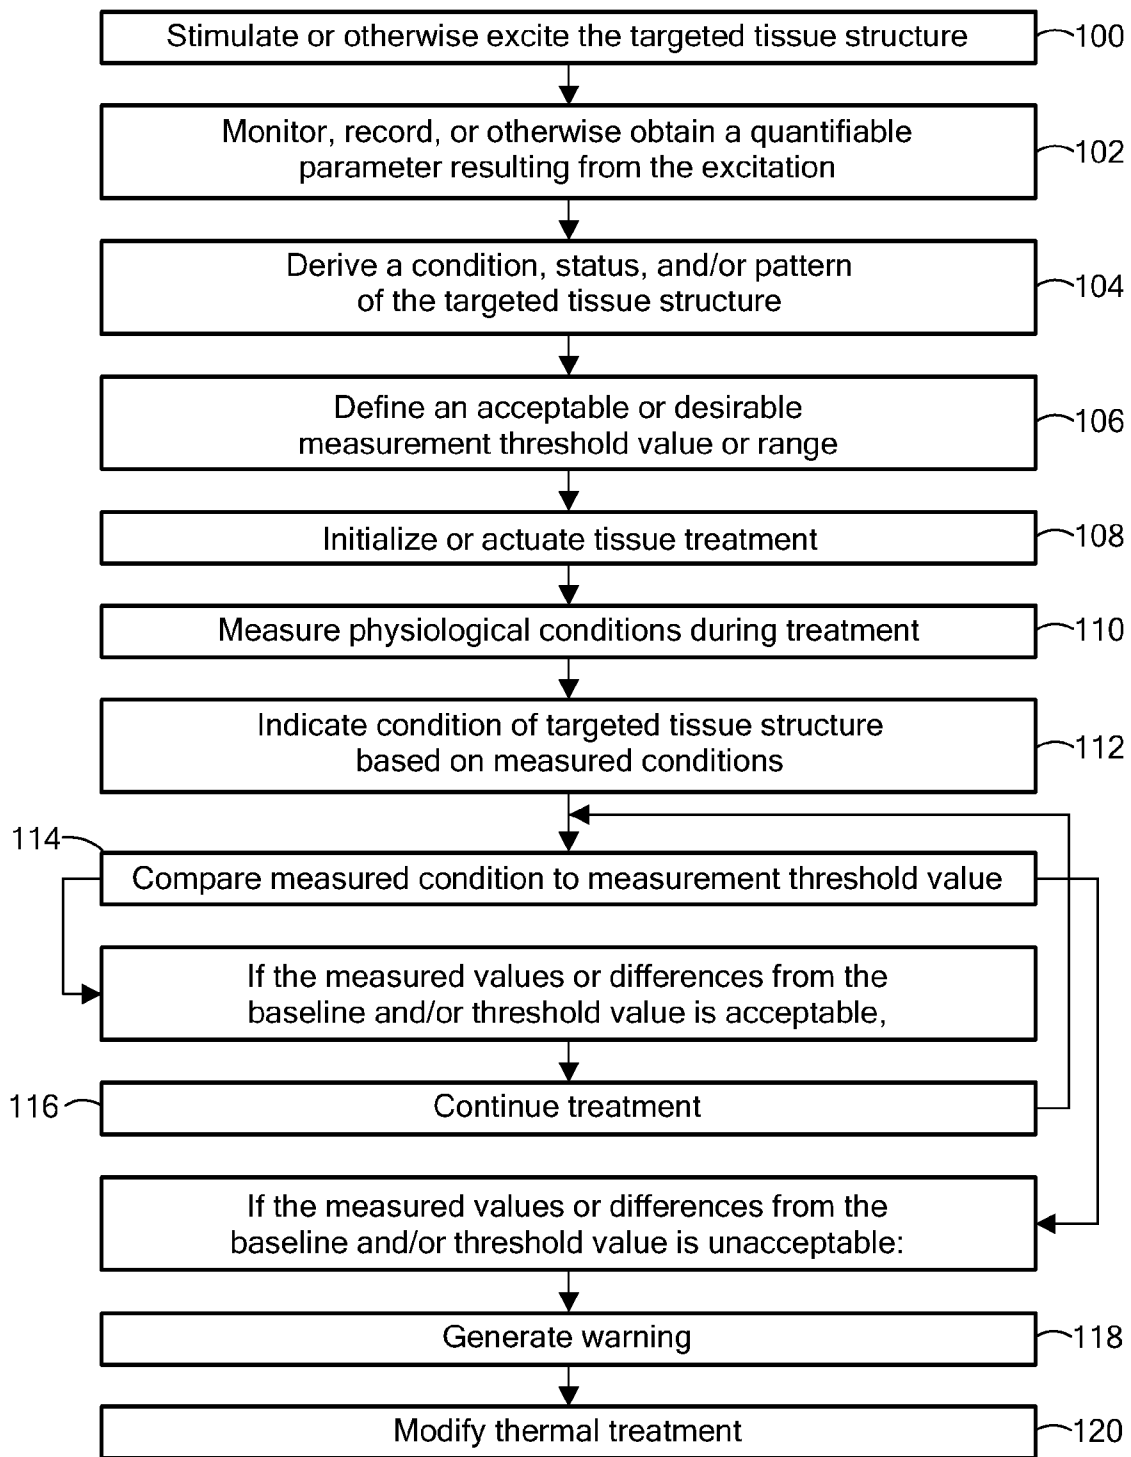 Stimulate or otherwise excite the targeted tissue structure
100
Monitor, record, or otherwise obtain a quantifiable
parameter resulting from the excitation
102
Derive a condition, status, and/or pattern
of the targeted tissue structure
104
Define an acceptable or desirable
measurement threshold value or range
106
Initialize or actuate tissue treatment
108
Measure physiological conditions during treatment
110
Indicate condition of targeted tissue structure
based on measured conditions
112
114
Compare measured condition to measurement threshold value
If the measured values or differences from the
baseline and/or threshold value is acceptable,
116
Continue treatment
If the measured values or differences from the
baseline and/or threshold value is unacceptable:
Generate warning
118
Modify thermal treatment
120